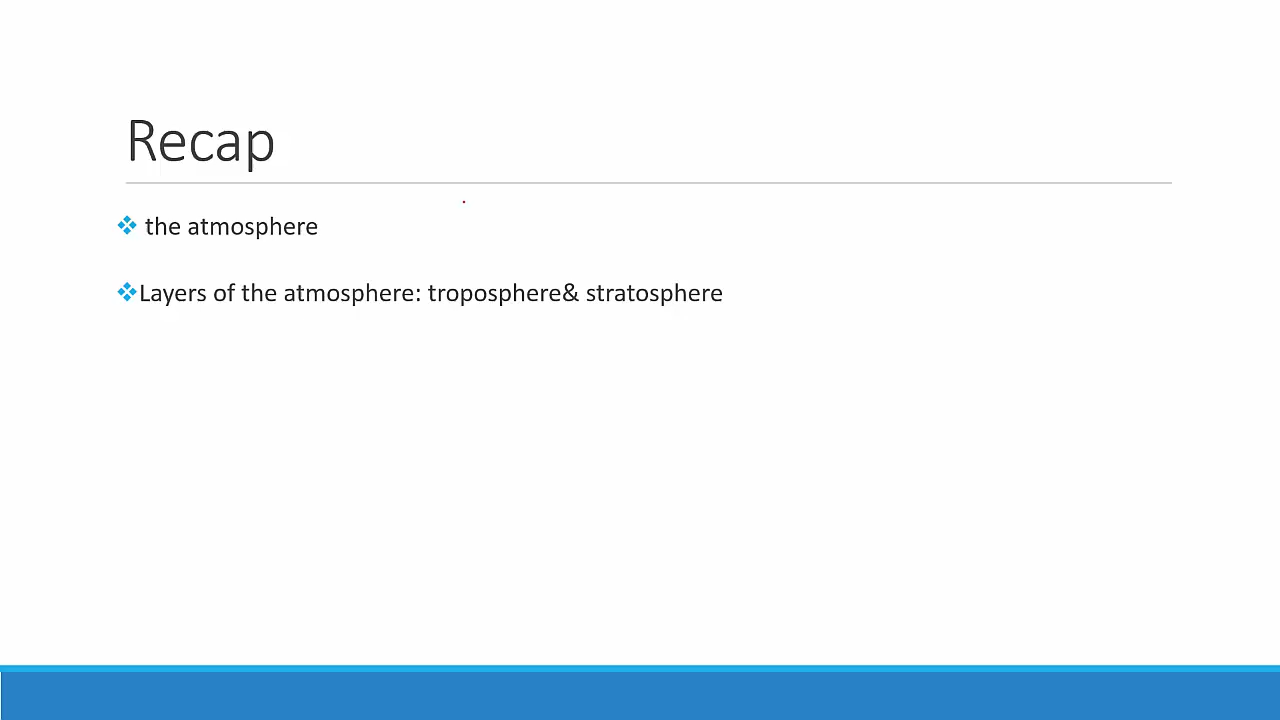 Recap
the atmosphere
Layers of the atmosphere: troposphere& stratosphere